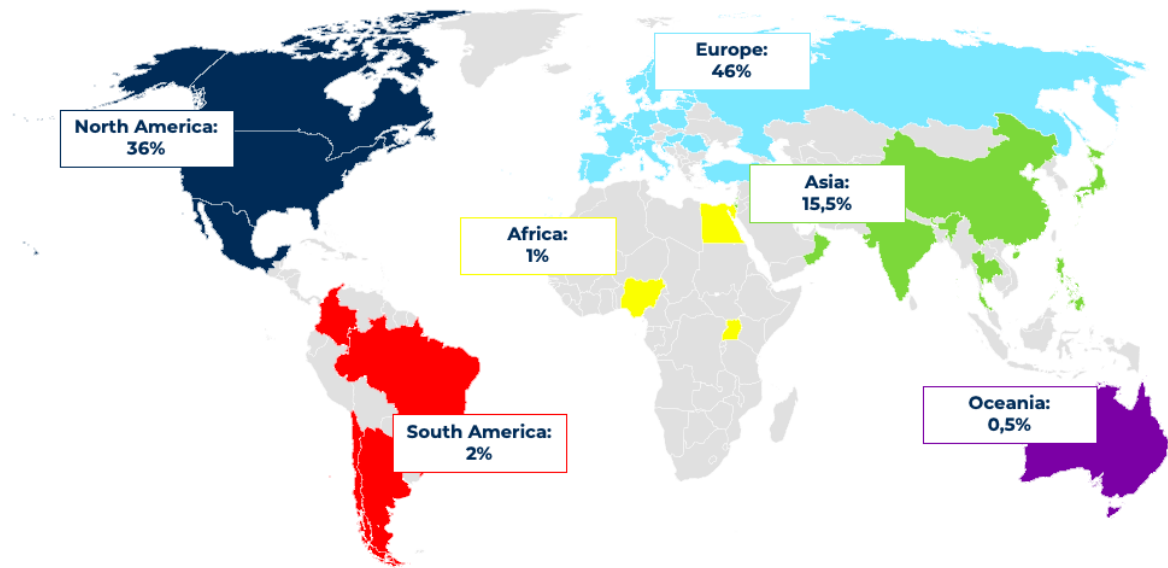 Europe:
46%
North America:
36%
Asia:
15,5%
Africa:
1%
Oceania:
0,5%
South America:
2%